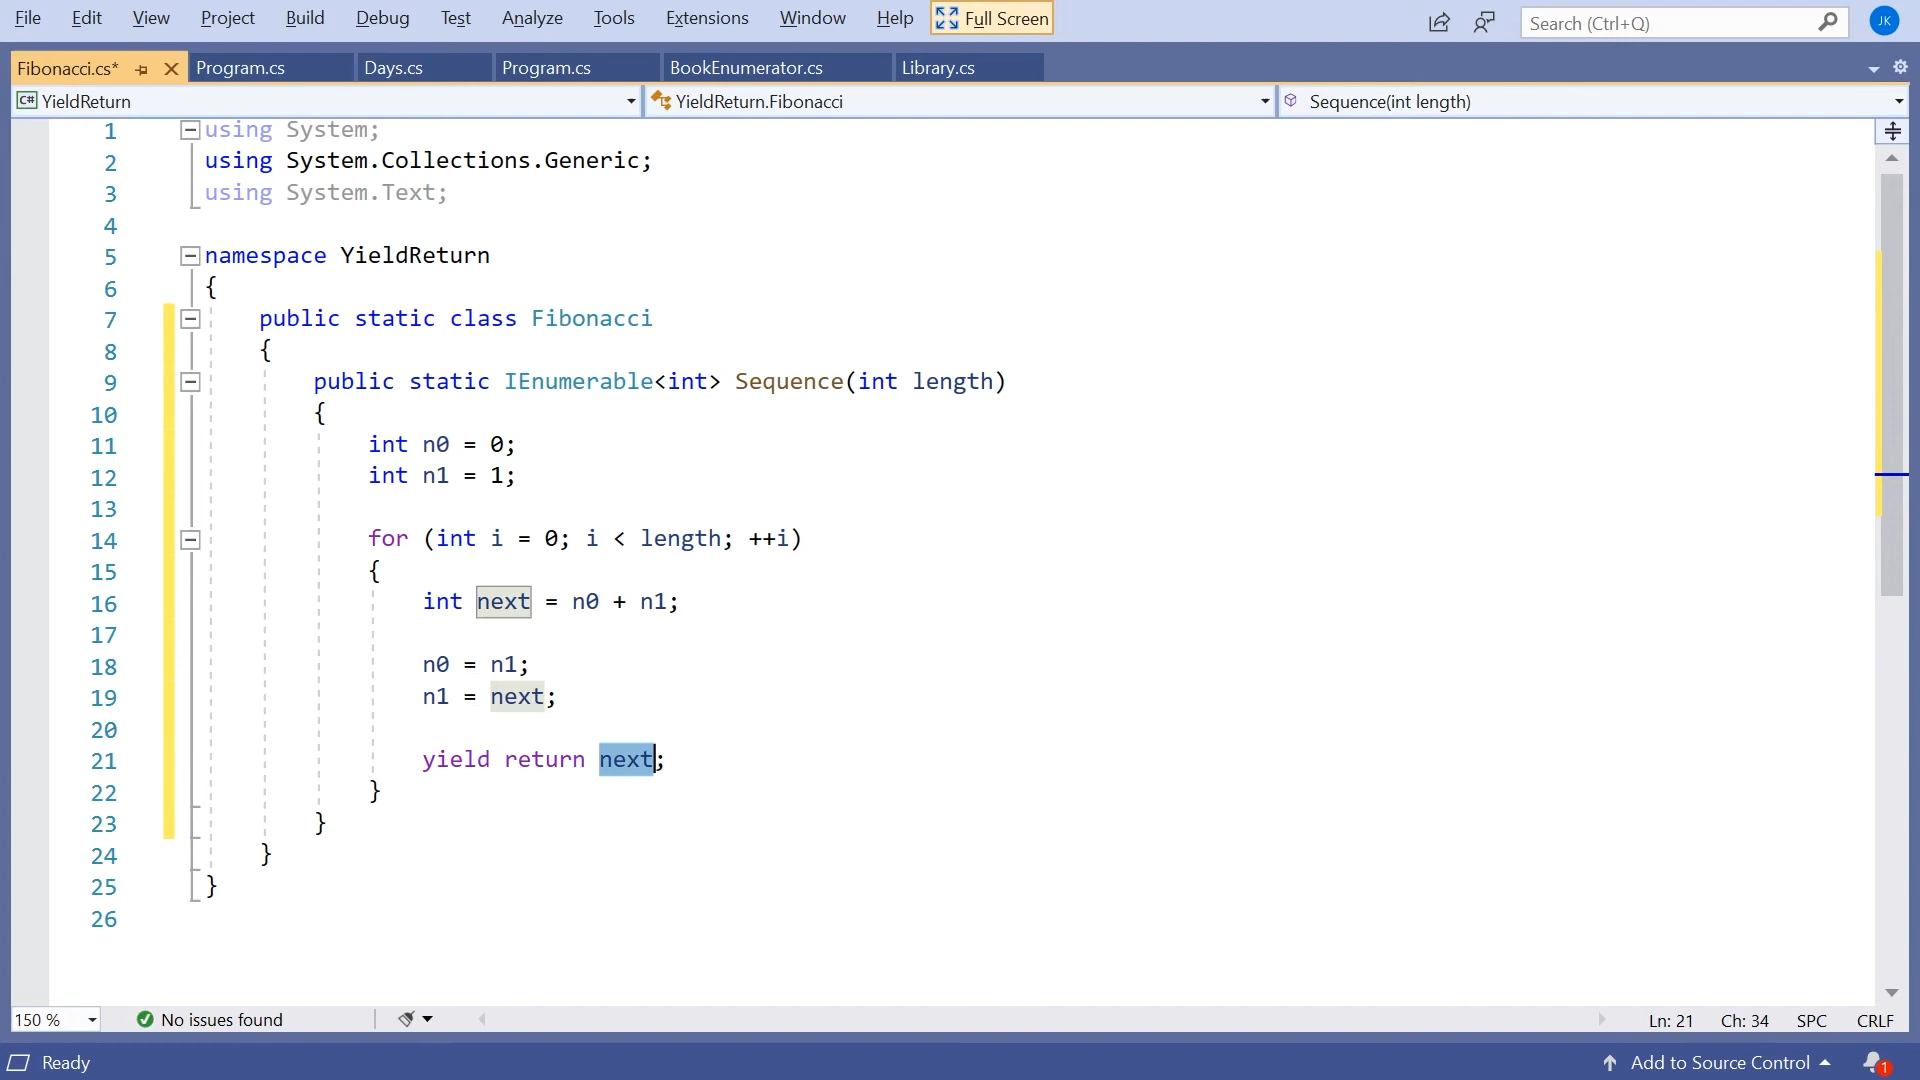 File Edit View Project Build Debug Test Analyze Tools Extensions Window Help Full Screen Search (Ctrl+Q) JK
Fibonacci.cs* Program.cs Days.cs Program.cs BookEnumerator.cs Library.cs
C# YieldReturn YieldReturn.Fibonacci Sequence(int length)
1 using System;
2 using System.Collections.Generic;
3 using System.Text;
4
5 namespace YieldReturn
6 {
7 public static class Fibonacci
8 {
9 public static IEnumerable<int> Sequence(int length)
10 {
11 int n0 = 0;
12 int n1 = 1;
13
14 for (int i = 0; i < length; ++i)
15 {
16 int next = n0 + n1;
17
18 n0 = n1;
19 n1 = next;
20
21 yield return next;
22 }
23 }
24 }
25 }
26
150 % No issues found Ln: 21 Ch: 34 SPC CRLF
Ready Add to Source Control 1